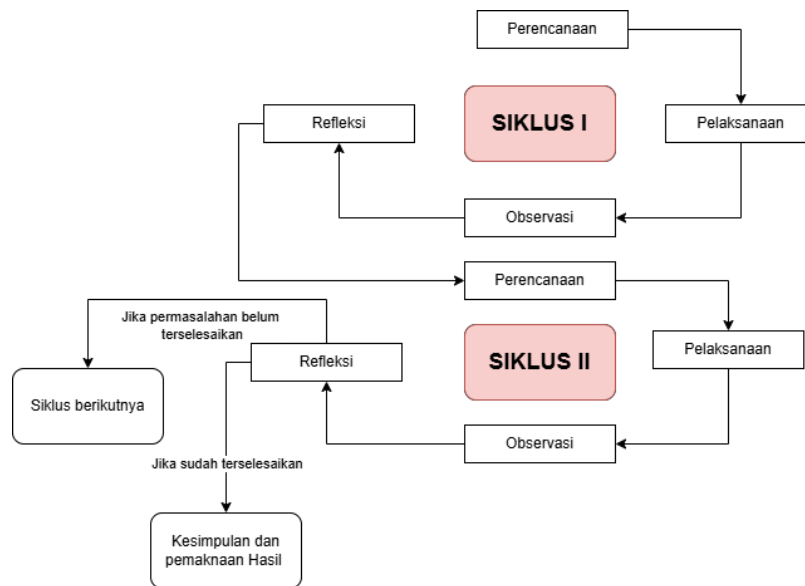 Perencanaan
SIKLUS I
Refleksi
Pelaksanaan
Observasi
Perencanaan
Jika permasalahan belum
terselesaikan
SIKLUS II
Pelaksanaan
Refleksi
Siklus berikutnya
Observasi
Jika sudah terselesaikan
Kesimpulan dan
pemaknaan Hasil